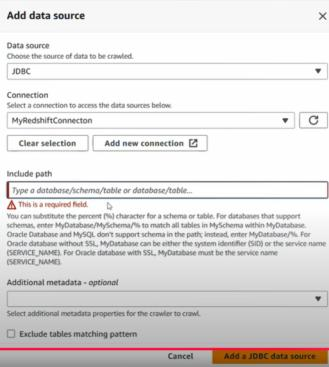 Add data source
Data source
Choose the source of data to be crawled.
JDBC
Connection
Select a connection to access the data sources below.
MyRedshiftConnecton
Clear selection
Add new connection
Include path
Type a database/schema/table or database/table...
This is a required field.
You can substitute the percent (%) character for a schema or table. For databases that support
schemas, enter MyDatabase/MySchema/% to match all tables in MySchema within MyDatabase.
Oracle Database and MySQL don't support schema in the path; instead, enter MyDatabase/%. For
Oracle database without SSL, MyDatabase can be either the system identifier (SID) or the service name
(SERVICE_NAME). For Oracle database with SSL, MyDatabase must be the service name
(SERVICE_NAME).
Additional metadata - optional
Select additional metadata properties for the crawler to crawl.
Exclude tables matching pattern
Cancel
Add a JDBC data source